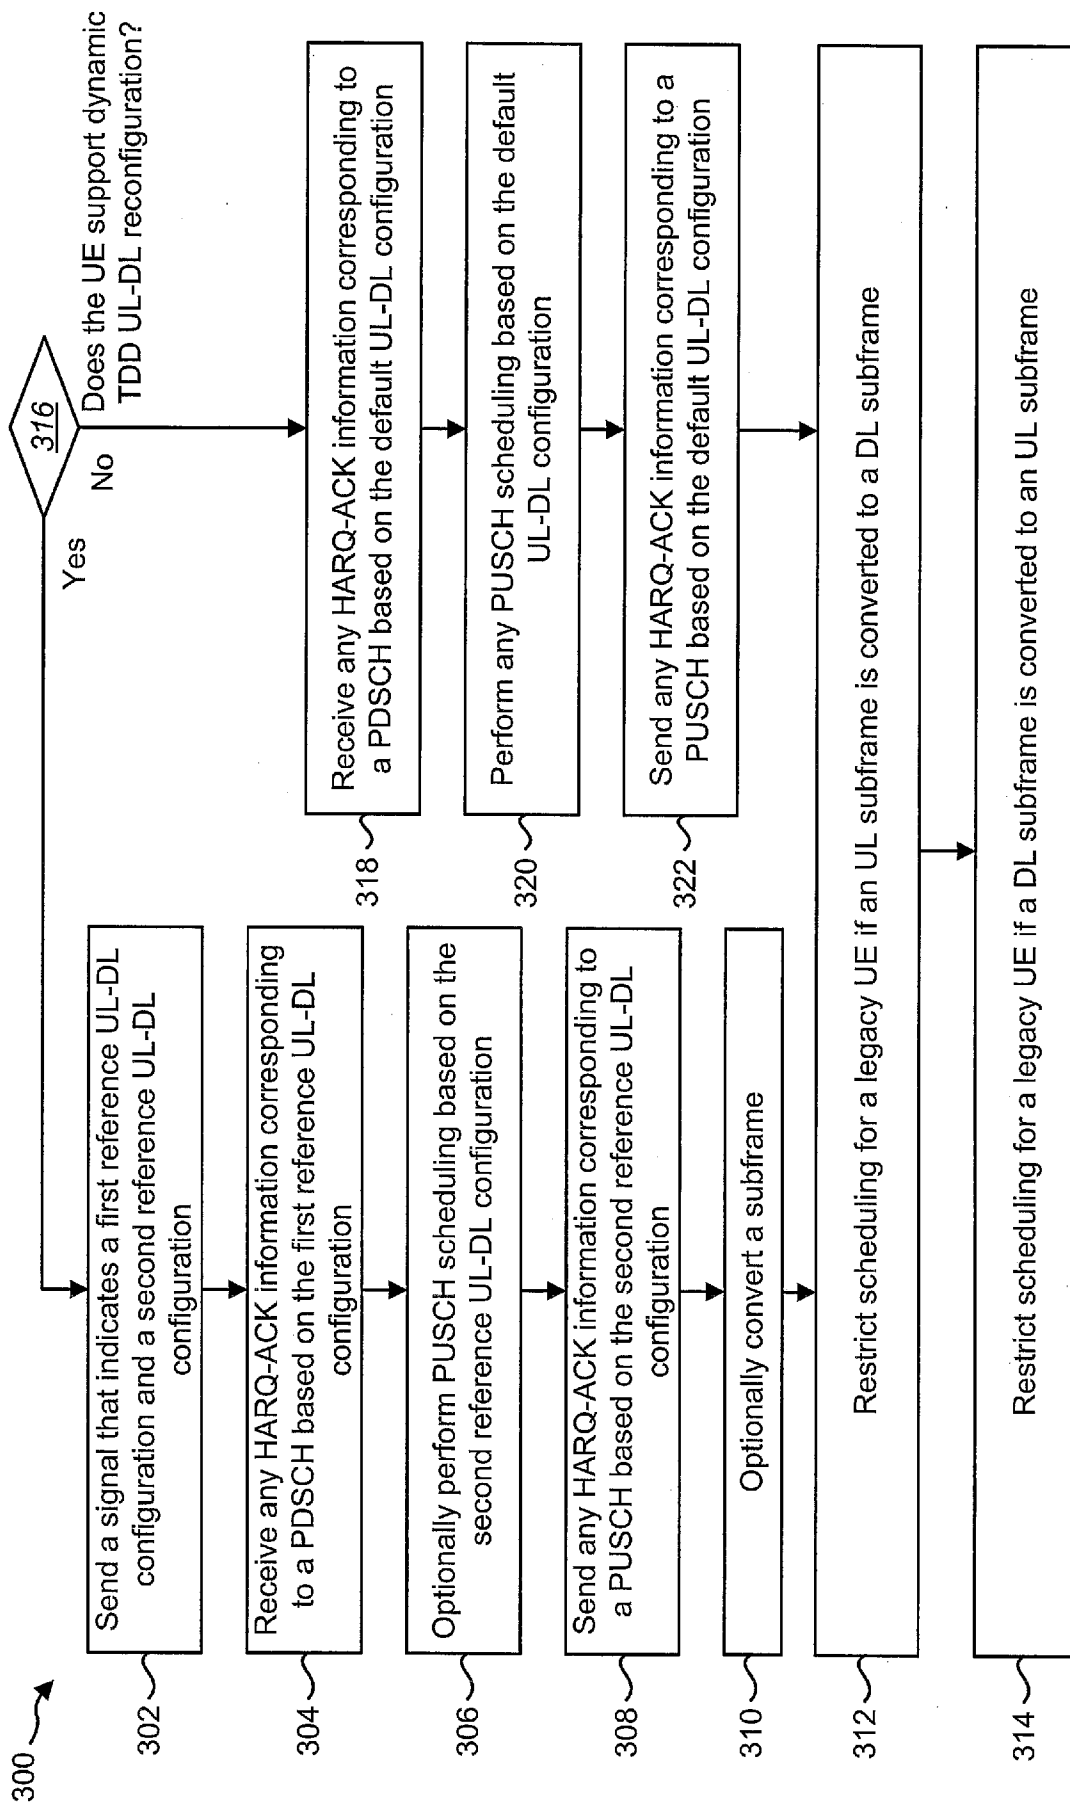 300
316
Does the UE support dynamic
TDD UL-DL reconfiguration?
Yes
No
302
Send a signal that indicates a first reference UL-DL
configuration and a second reference UL-DL
configuration
304
Receive any HARQ-ACK information corresponding
to a PDSCH based on the first reference UL-DL
configuration
306
Optionally perform PUSCH scheduling based on the
second reference UL-DL configuration
308
Send any HARQ-ACK information corresponding to
a PUSCH based on the second reference UL-DL
configuration
310
Optionally convert a subframe
318
Receive any HARQ-ACK information corresponding to
a PDSCH based on the default UL-DL configuration
320
Perform any PUSCH scheduling based on the default
UL-DL configuration
322
Send any HARQ-ACK information corresponding to a
PUSCH based on the default UL-DL configuration
312
Restrict scheduling for a legacy UE if an UL subframe is converted to a DL subframe
314
Restrict scheduling for a legacy UE if a DL subframe is converted to an UL subframe